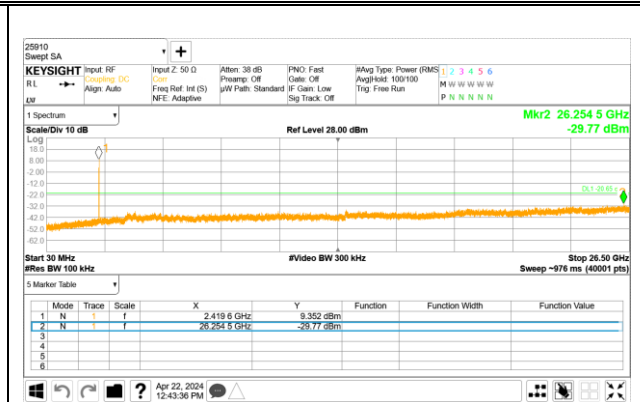 25910
Swept SA
KEYSIGHT Input: RF Input Z: 50 Ω Atten: 38 dB PNO: Fast #Avg Type: Power (RMS 1 2 3 4 5 6
RL Coupling: DC Corr Preamp: Off Gate: Off Avg|Hold: 100/100 M W W W W W
Align: Auto Freq Ref: Int (S) µW Path: Standard IF Gain: Low Trig: Free Run
NFE: Adaptive Sig Track: Off P N N N N N
1 Spectrum Mkr2 26.254 5 GHz
Scale/Div 10 dB Ref Level 28.00 dBm -29.77 dBm
Log
18.0
1
8.00
-2.00
-12.0
-22.0
-32.0
-42.0
-52.0
-62.0
Start 30 MHz #Video BW 300 kHz Stop 26.50 GHz
#Res BW 100 kHz Sweep ~976 ms (40001 pts)
5 Marker Table
Mode Trace Scale X Y Function Function Width Function Value
1 N 1 f 2.419 6 GHz 9.352 dBm
2 N 1 f 26.254 5 GHz -29.77 dBm
3
4
5
6
? Apr 22, 2024
12:43:36 PM